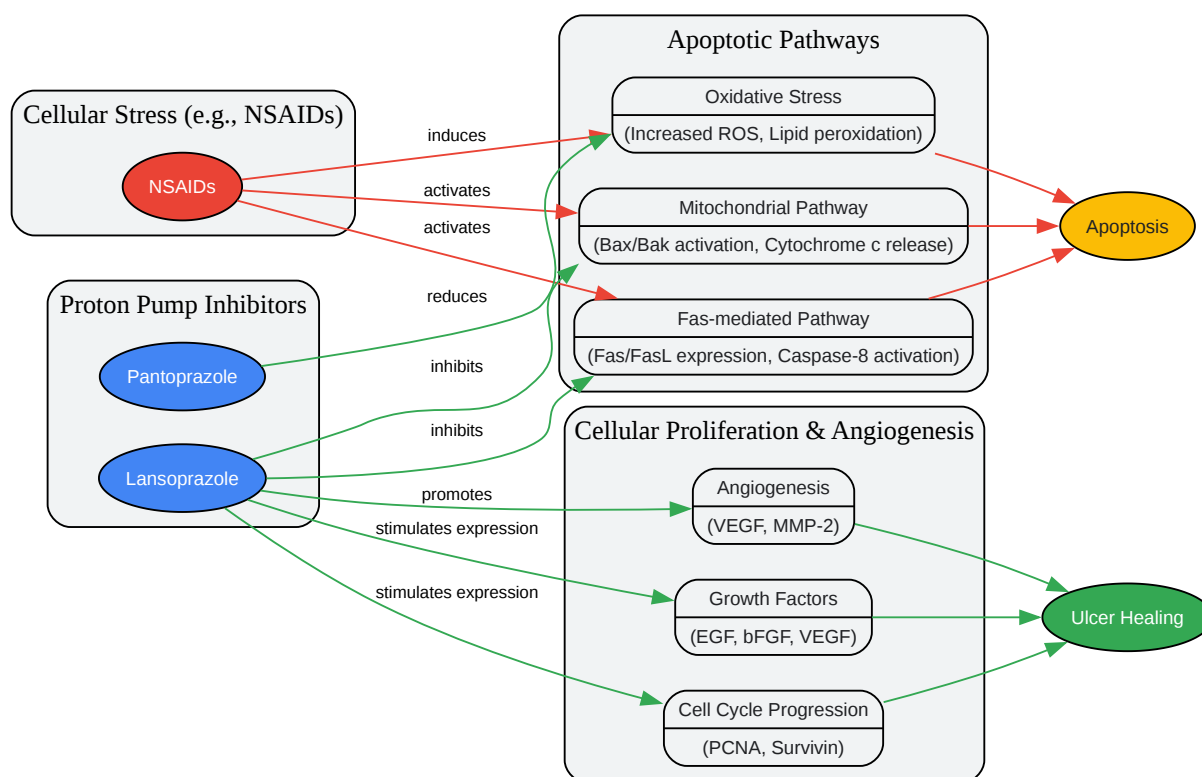 Cellular Stress (e.g., NSAIDs)
NSAIDs
Proton Pump Inhibitors
Pantoprazole
Lansoprazole
induces
activates
activates
reduces
inhibits
inhibits
promotes
stimulates expression
stimulates expression
Apoptotic Pathways
Oxidative Stress
(Increased ROS, Lipid peroxidation)
Mitochondrial Pathway
(Bax/Bak activation, Cytochrome c release)
Fas-mediated Pathway
(Fas/FasL expression, Caspase-8 activation)
Cellular Proliferation & Angiogenesis
Angiogenesis
(VEGF, MMP-2)
Growth Factors
(EGF, bFGF, VEGF)
Cell Cycle Progression
(PCNA, Survivin)
Apoptosis
Ulcer Healing